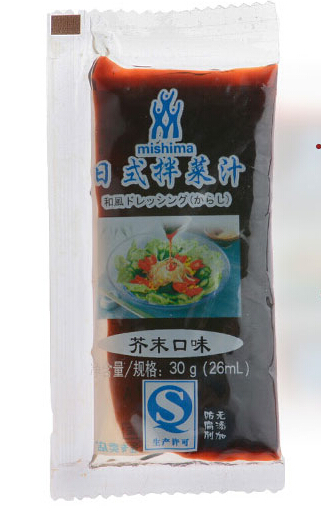 mishima
日式拌菜汁
和風ドレッシング(からし)
芥末口味
含量/规格: 30g (26mL)
生产许可
无添加
防腐剂